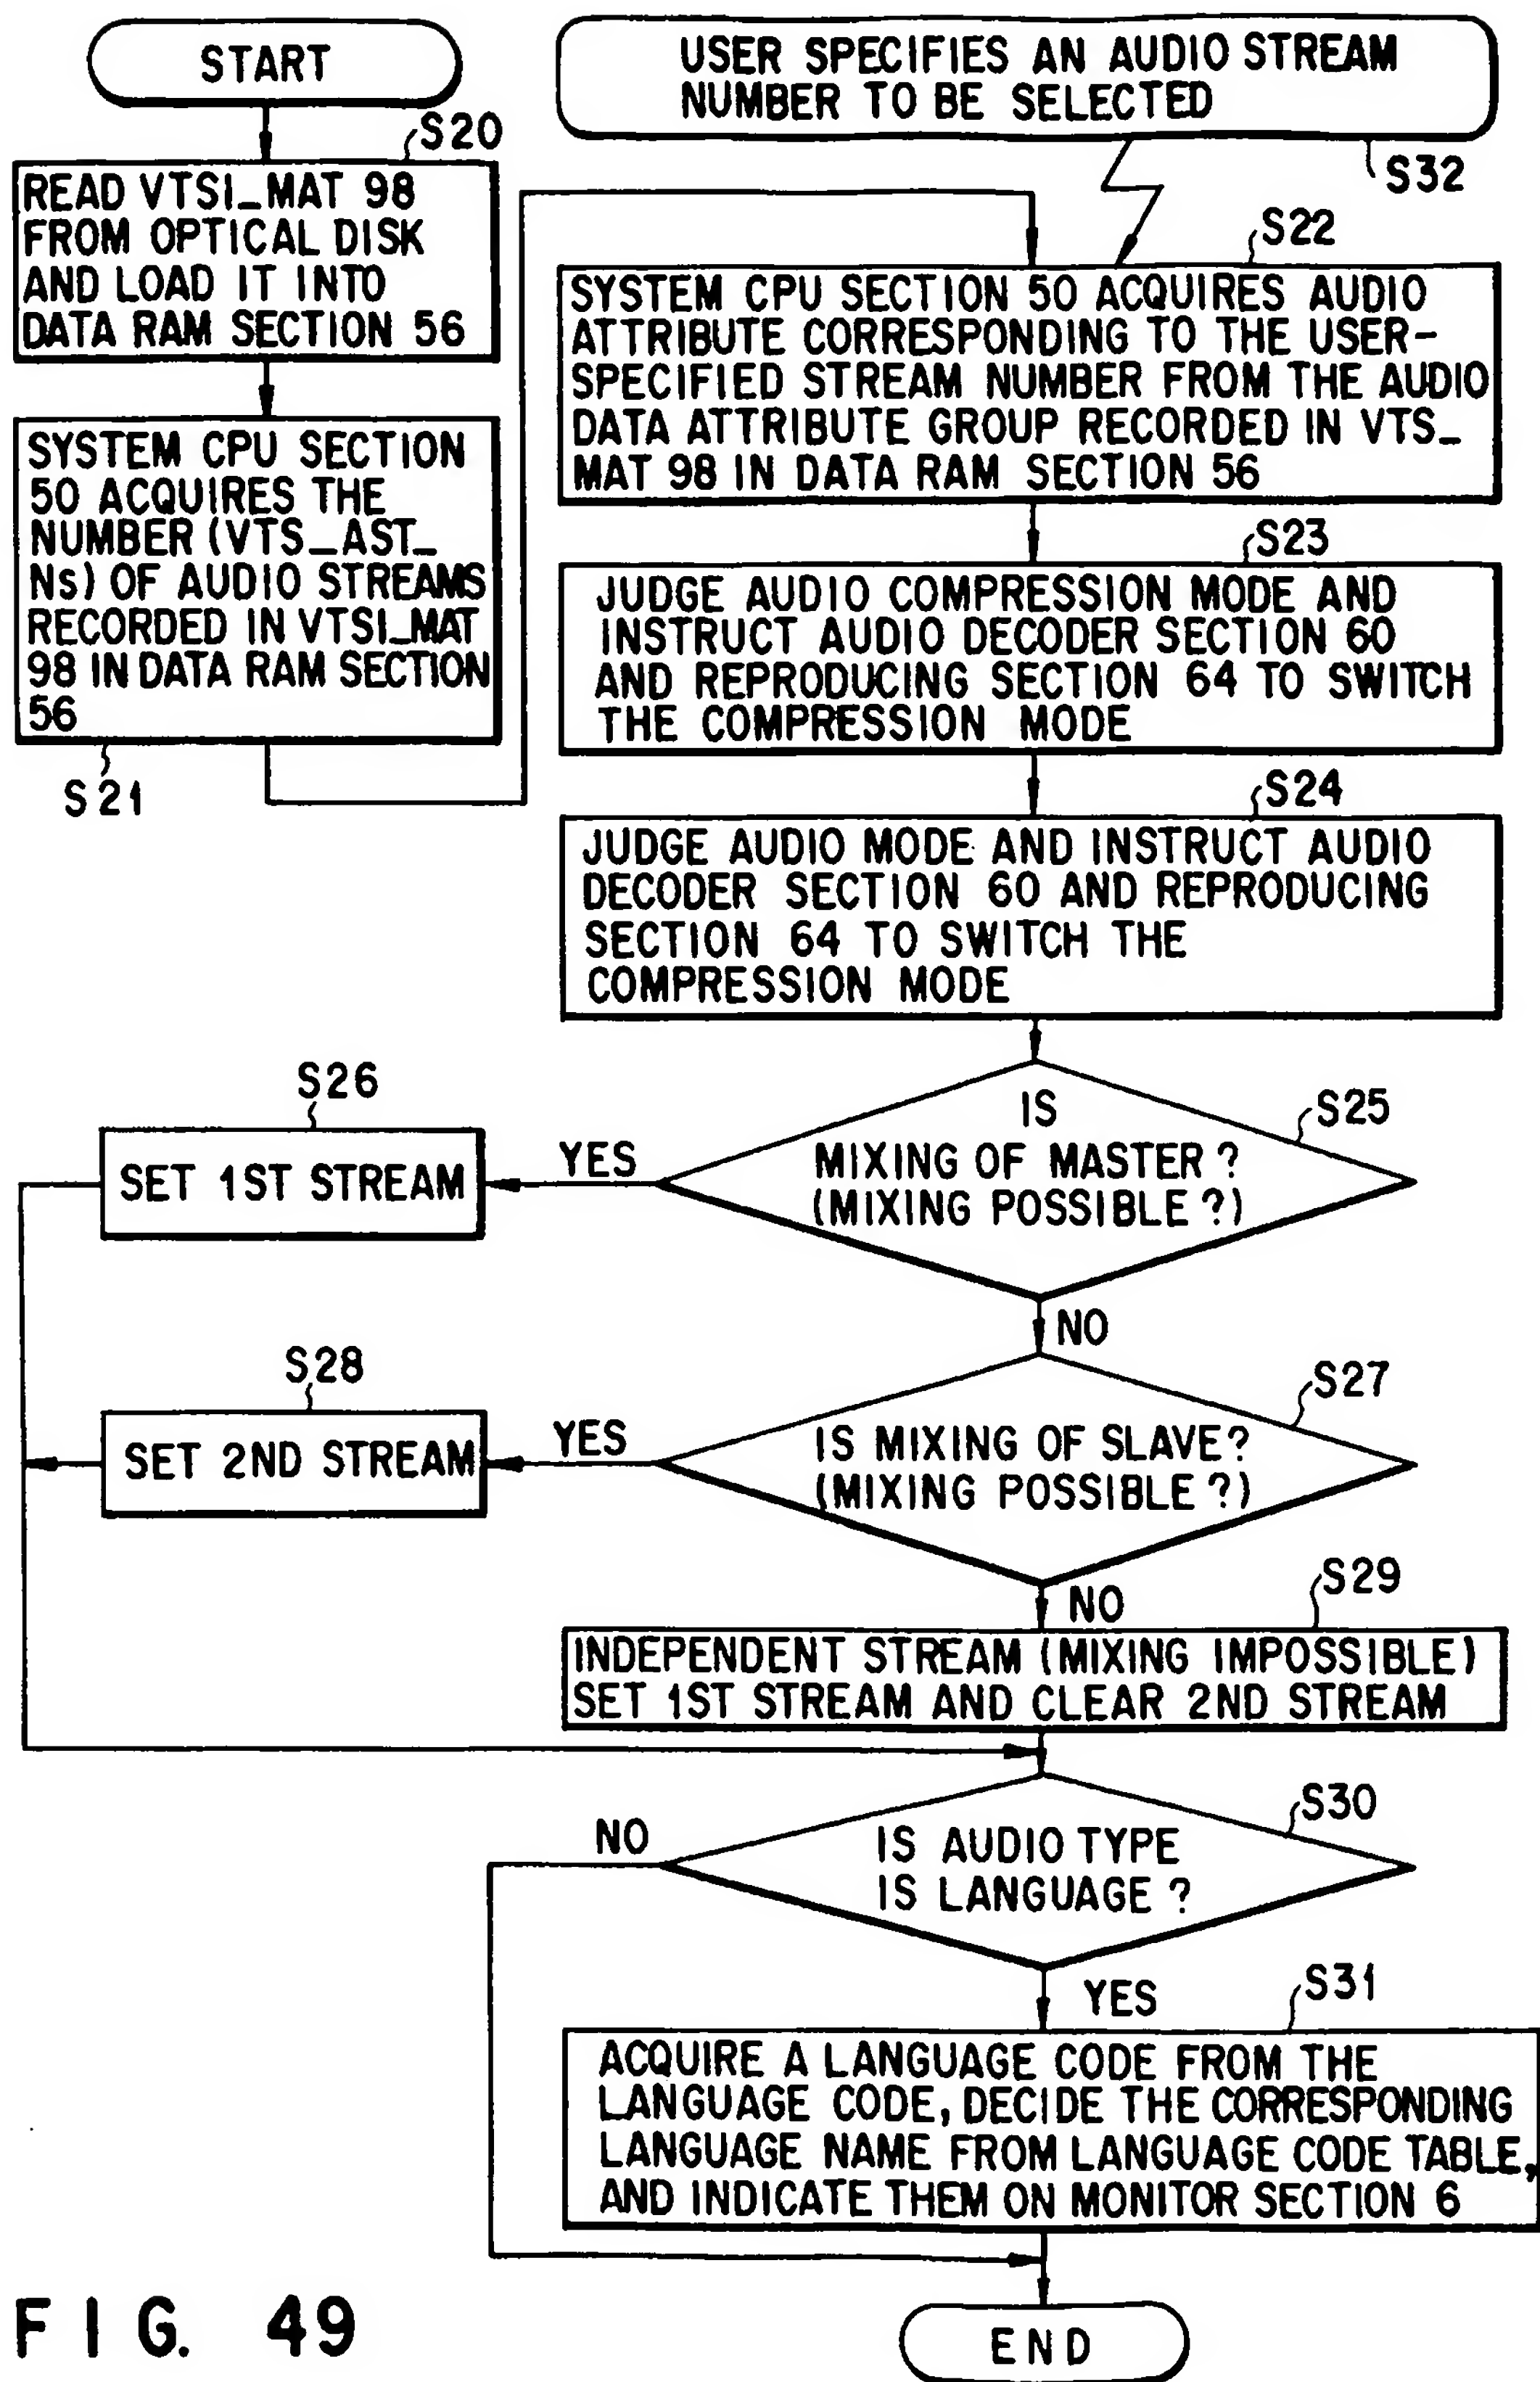 START
S20
READ VTSI_MAT 98
FROM OPTICAL DISK
AND LOAD IT INTO
DATA RAM SECTION 56
SYSTEM CPU SECTION
50 ACQUIRES THE
NUMBER (VTS_AST_
Ns) OF AUDIO STREAMS
RECORDED IN VTSI_MAT
98 IN DATA RAM SECTION
56
S21
USER SPECIFIES AN AUDIO STREAM
NUMBER TO BE SELECTED
S32
S22
SYSTEM CPU SECTION 50 ACQUIRES AUDIO
ATTRIBUTE CORRESPONDING TO THE USER-
SPECIFIED STREAM NUMBER FROM THE AUDIO
DATA ATTRIBUTE GROUP RECORDED IN VTS_
MAT 98 IN DATA RAM SECTION 56
S23
JUDGE AUDIO COMPRESSION MODE AND
INSTRUCT AUDIO DECODER SECTION 60
AND REPRODUCING SECTION 64 TO SWITCH
THE COMPRESSION MODE
S24
JUDGE AUDIO MODE AND INSTRUCT AUDIO
DECODER SECTION 60 AND REPRODUCING
SECTION 64 TO SWITCH THE
COMPRESSION MODE
S25
IS
MIXING OF MASTER?
(MIXING POSSIBLE?)
YES
S26
SET 1ST STREAM
NO
S27
IS MIXING OF SLAVE?
(MIXING POSSIBLE?)
YES
S28
SET 2ND STREAM
NO
S29
INDEPENDENT STREAM (MIXING IMPOSSIBLE)
SET 1ST STREAM AND CLEAR 2ND STREAM
S30
IS AUDIO TYPE
IS LANGUAGE?
NO
YES
S31
ACQUIRE A LANGUAGE CODE FROM THE
LANGUAGE CODE, DECIDE THE CORRESPONDING
LANGUAGE NAME FROM LANGUAGE CODE TABLE,
AND INDICATE THEM ON MONITOR SECTION 6
END
FIG. 49